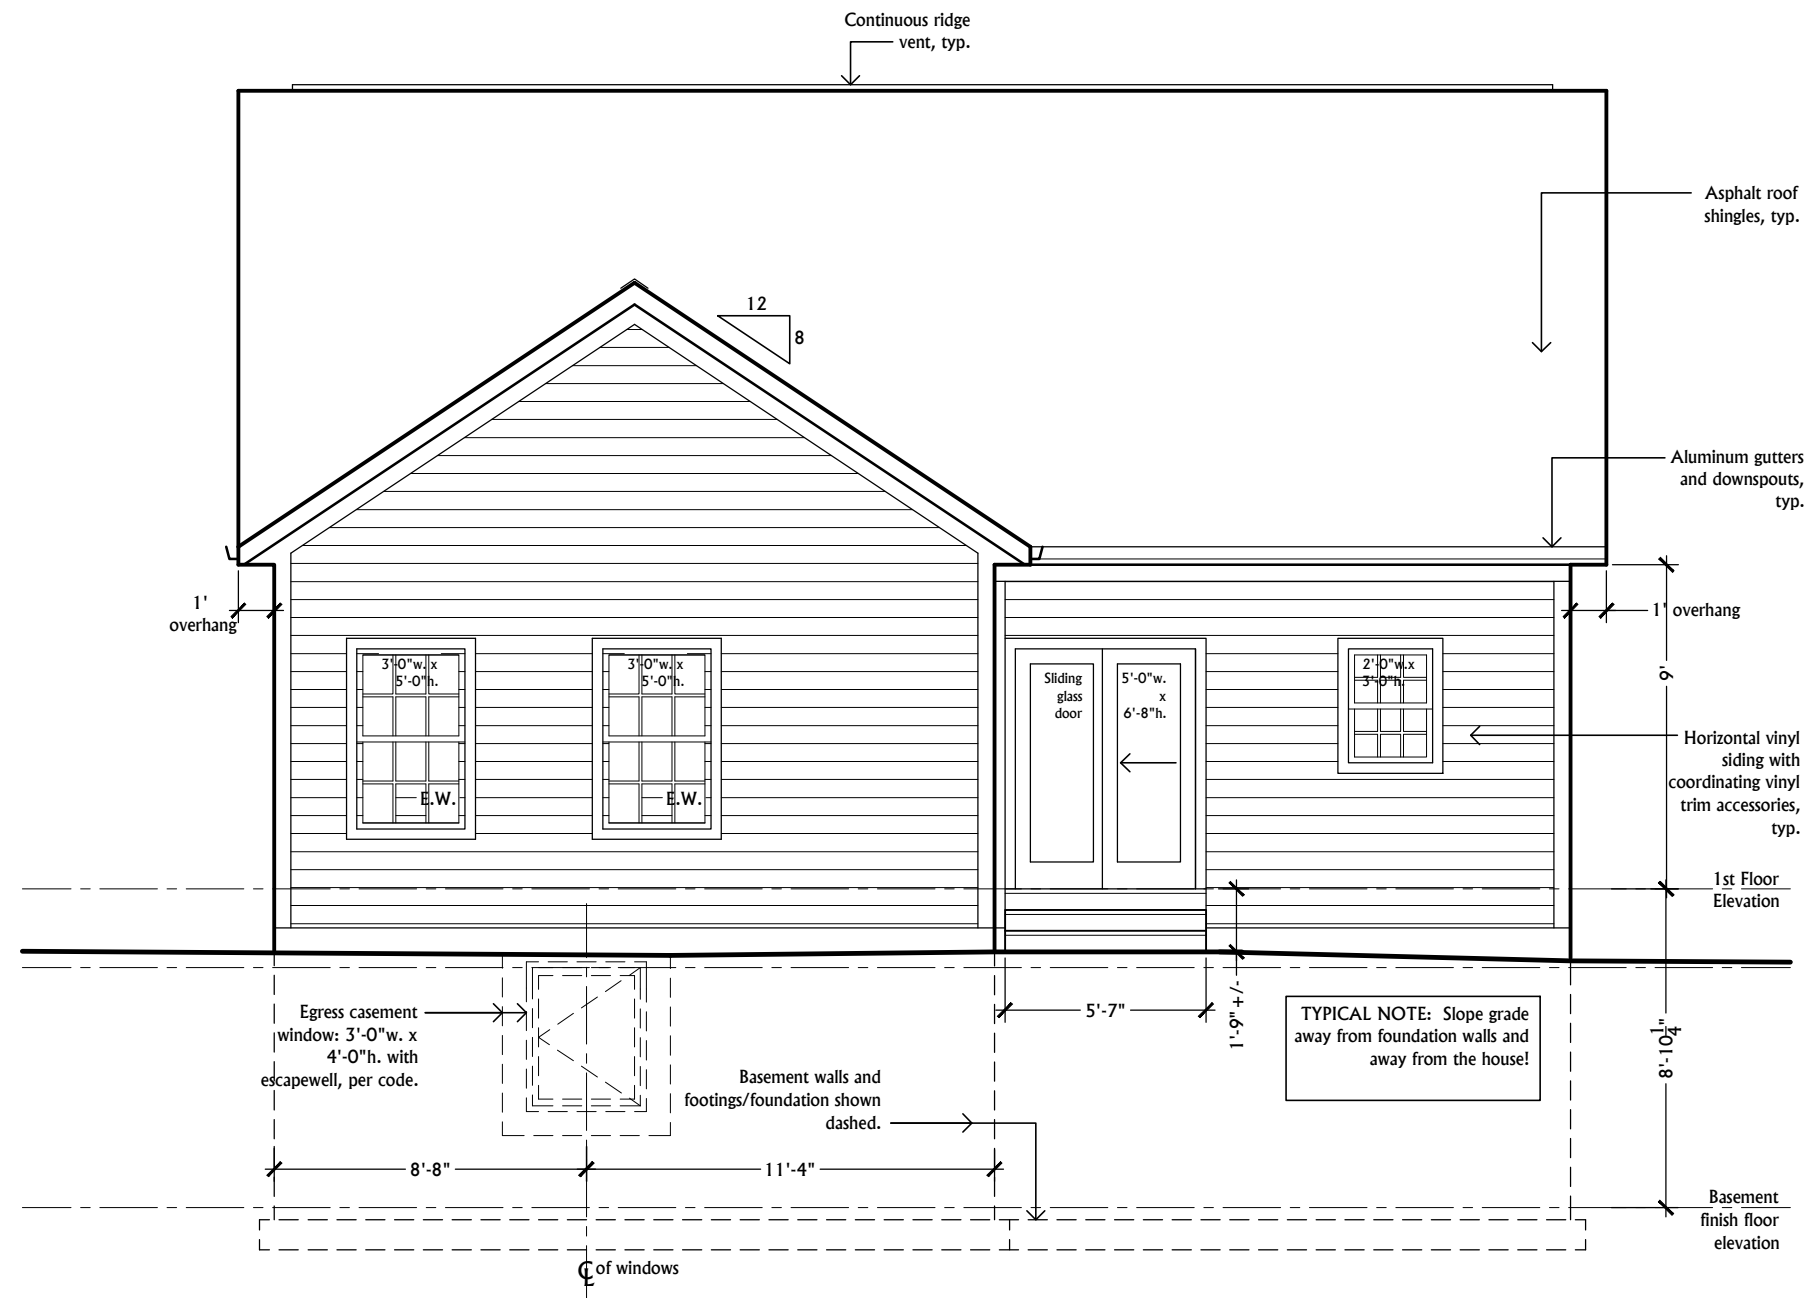 Continuous ridge
vent, typ.
Asphalt roof
shingles, typ.
12
8
Aluminum gutters
and downspouts,
typ.
1'
overhang
1' overhang
3'-0"w. x
5'-0"h.
3'-0"w. x
5'-0"h.
Sliding
glass
door
5'-0"w.
x
6'-8"h.
2'-0"w.x
3'-0"h.
9'
Horizontal vinyl
siding with
coordinating vinyl
trim accessories,
typ.
E.W.
E.W.
1st Floor
Elevation
Egress casement
window: 3'-0"w. x
4'-0"h. with
escapewell, per code.
5'-7"
1'-9" +/-
TYPICAL NOTE: Slope grade
away from foundation walls and
away from the house!
8'-10 1/4"
Basement walls and
footings/foundation shown
dashed.
8'-8"
11'-4"
Basement
finish floor
elevation
℄ of windows